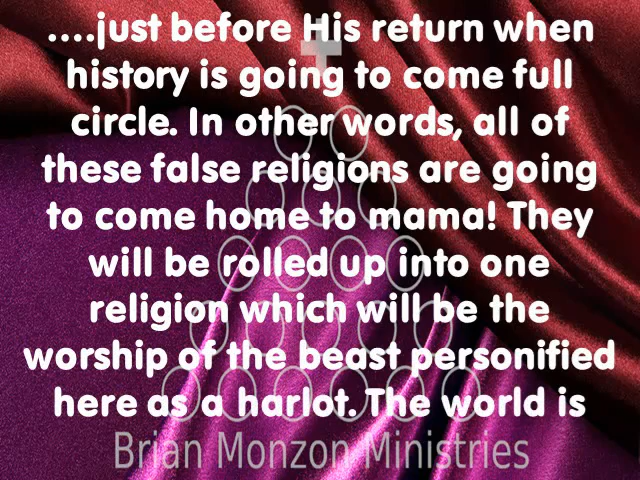 ....just before His return when
history is going to come full
circle. In other words, all of
these false religions are going
to come home to mama! They
will be rolled up into one
religion which will be the
worship of the beast personified
here as a harlot. The world is
Brian Monzon Ministries